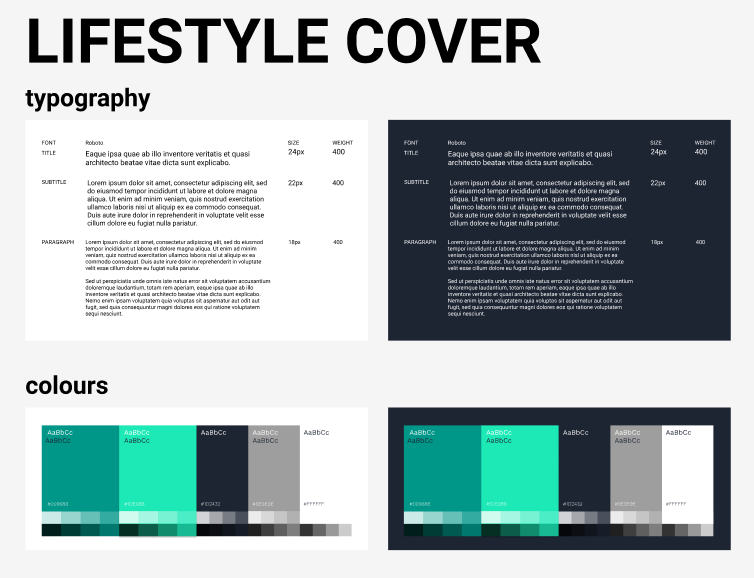 LIFESTYLE COVER
typography
FONT Roboto SIZE WEIGHT
TITLE Eaque ipsa quae ab illo inventore veritatis et quasi 24px 400
architecto beatae vitae dicta sunt explicabo.
SUBTITLE Lorem ipsum dolor sit amet, consectetur adipiscing elit, sed 22px 400
do eiusmod tempor incididunt ut labore et dolore magna
aliqua. Ut enim ad minim veniam, quis nostrud exercitation
ullamco laboris nisi ut aliquip ex ea commodo consequat.
Duis aute irure dolor in reprehenderit in voluptate velit esse
cillum dolore eu fugiat nulla pariatur.
PARAGRAPH Lorem ipsum dolor sit amet, consectetur adipiscing elit, sed do eiusmod 18px 400
tempor incididunt ut labore et dolore magna aliqua. Ut enim ad minim
veniam, quis nostrud exercitation ullamco laboris nisi ut aliquip ex ea
commodo consequat. Duis aute irure dolor in reprehenderit in voluptate
velit esse cillum dolore eu fugiat nulla pariatur.
Sed ut perspiciatis unde omnis iste natus error sit voluptatem accusantium
doloremque laudantium, totam rem aperiam, eaque ipsa quae ab illo
inventore veritatis et quasi architecto beatae vitae dicta sunt explicabo.
Nemo enim ipsam voluptatem quia voluptas sit aspernatur aut odit aut
fugit, sed quia consequuntur magni dolores eos qui ratione voluptatem
sequi nesciunt.
FONT Roboto SIZE WEIGHT
TITLE Eaque ipsa quae ab illo inventore veritatis et quasi 24px 400
architecto beatae vitae dicta sunt explicabo.
SUBTITLE Lorem ipsum dolor sit amet, consectetur adipiscing elit, sed 22px 400
do eiusmod tempor incididunt ut labore et dolore magna
aliqua. Ut enim ad minim veniam, quis nostrud exercitation
ullamco laboris nisi ut aliquip ex ea commodo consequat.
Duis aute irure dolor in reprehenderit in voluptate velit esse
cillum dolore eu fugiat nulla pariatur.
PARAGRAPH Lorem ipsum dolor sit amet, consectetur adipiscing elit, sed do eiusmod 18px 400
tempor incididunt ut labore et dolore magna aliqua. Ut enim ad minim
veniam, quis nostrud exercitation ullamco laboris nisi ut aliquip ex ea
commodo consequat. Duis aute irure dolor in reprehenderit in voluptate
velit esse cillum dolore eu fugiat nulla pariatur.
Sed ut perspiciatis unde omnis iste natus error sit voluptatem accusantium
doloremque laudantium, totam rem aperiam, eaque ipsa quae ab illo
inventore veritatis et quasi architecto beatae vitae dicta sunt explicabo.
Nemo enim ipsam voluptatem quia voluptas sit aspernatur aut odit aut
fugit, sed quia consequuntur magni dolores eos qui ratione voluptatem
sequi nesciunt.
colours
AaBbCc AaBbCc AaBbCc AaBbCc AaBbCc
AaBbCc AaBbCc AaBbCc
#1D2432 #9E9E9E #FFFFFF
AaBbCc AaBbCc AaBbCc AaBbCc AaBbCc
AaBbCc AaBbCc AaBbCc
#1D2432 #9E9E9E #FFFFFF